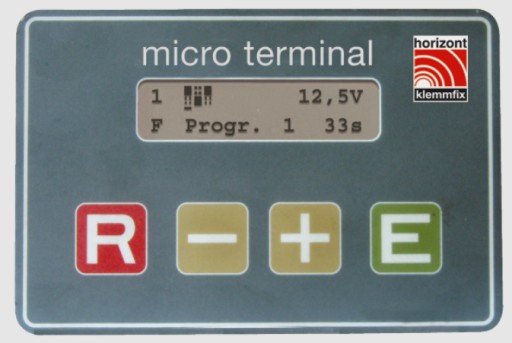 micro terminal
horizont
klemmfix
1 12,5V
F Progr. 1 33s
R - + E